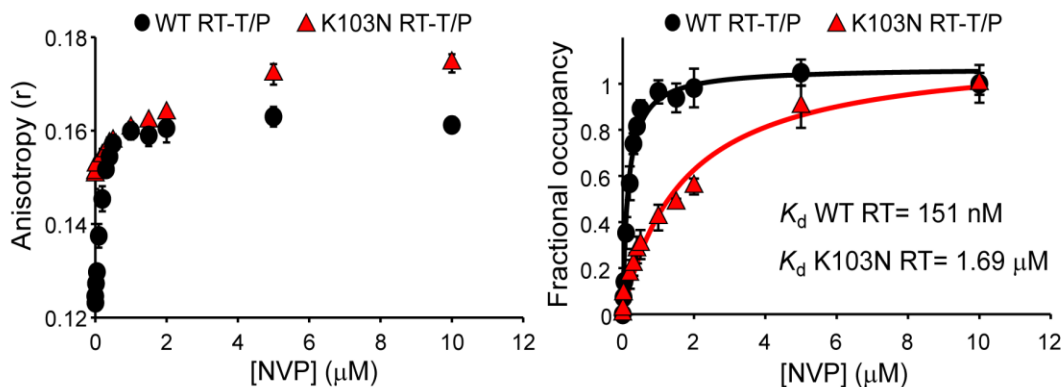 WT RT-T/P K103N RT-T/P
Anisotropy (r)
0.18
0.16
0.14
0.12
0 2 4 6 8 10 12
[NVP] (μM)
WT RT-T/P K103N RT-T/P
Fractional occupancy
1
0.8
0.6
0.4
0.2
0
K_d WT RT= 151 nM
K_d K103N RT= 1.69 μM
0 2 4 6 8 10 12
[NVP] (μM)